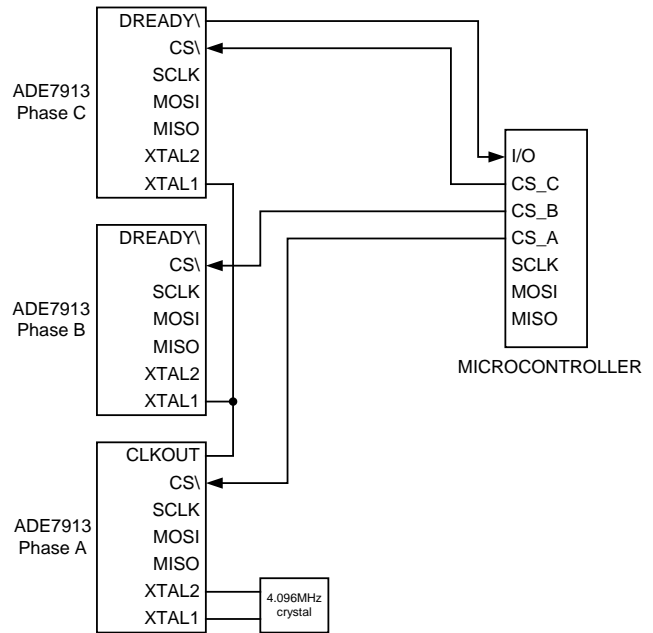 ADE7913
Phase C
DREADY\
CS\
SCLK
MOSI
MISO
XTAL2
XTAL1
ADE7913
Phase B
DREADY\
CS\
SCLK
MOSI
MISO
XTAL2
XTAL1
ADE7913
Phase A
CLKOUT
CS\
SCLK
MOSI
MISO
XTAL2
XTAL1
4.096MHz
crystal
I/O
CS_C
CS_B
CS_A
SCLK
MOSI
MISO
MICROCONTROLLER